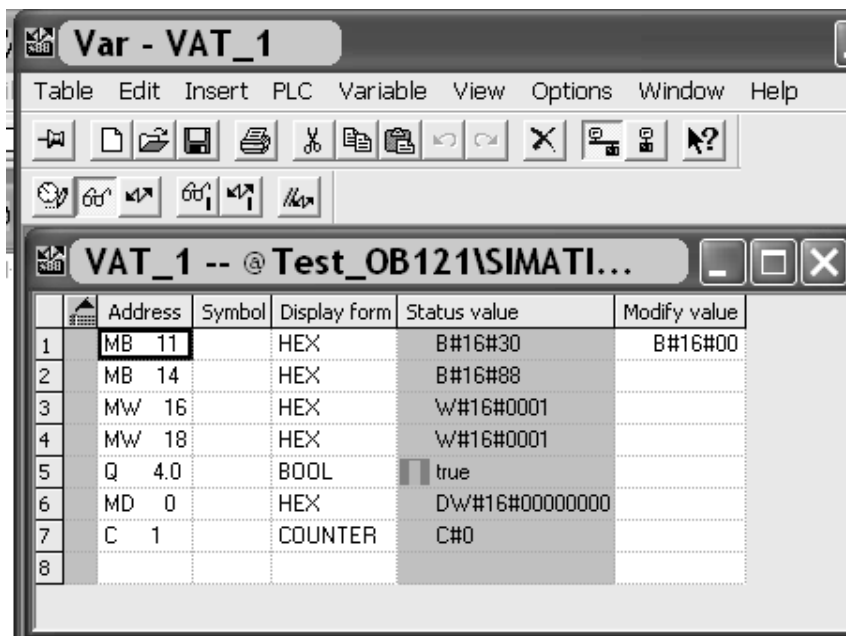 Var - VAT_1
Table Edit Insert PLC Variable View Options Window Help
VAT_1 -- @Test_OB121\SIMATI...
Address Symbol Display form Status value Modify value
1 MB 11 HEX B#16#30 B#16#00
2 MB 14 HEX B#16#88
3 MW 16 HEX W#16#0001
4 MW 18 HEX W#16#0001
5 Q 4.0 BOOL true
6 MD 0 HEX DW#16#00000000
7 C 1 COUNTER C#0
8